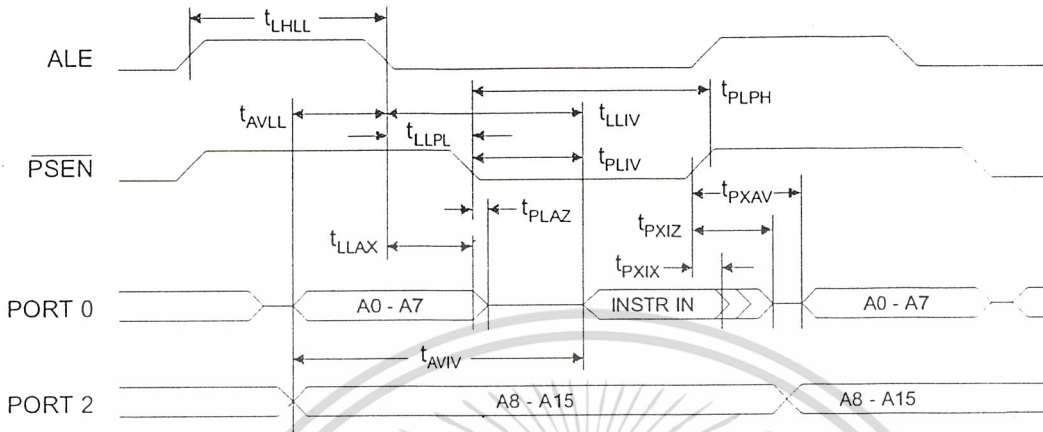 tLHLL
ALE
tPLPH
tAVLL
tLLIV
tLLPL
PSEN
tPLIV
tPXAV
tPLAZ
tLLAX
tPXIZ
tPXIX
PORT 0
A0 - A7
INSTR IN
A0 - A7
tAVIV
PORT 2
A8 - A15
A8 - A15